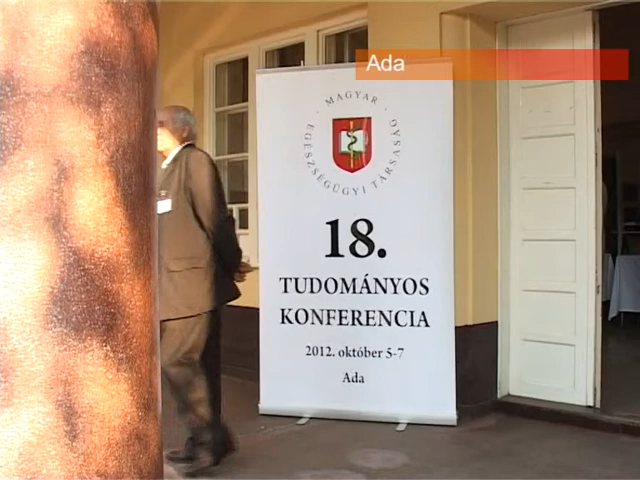 Ada
MAGYAR
EGÉSZSÉGÜGYI TÁRSASÁG
18.
TUDOMÁNYOS
KONFERENCIA
2012. október 5-7
Ada